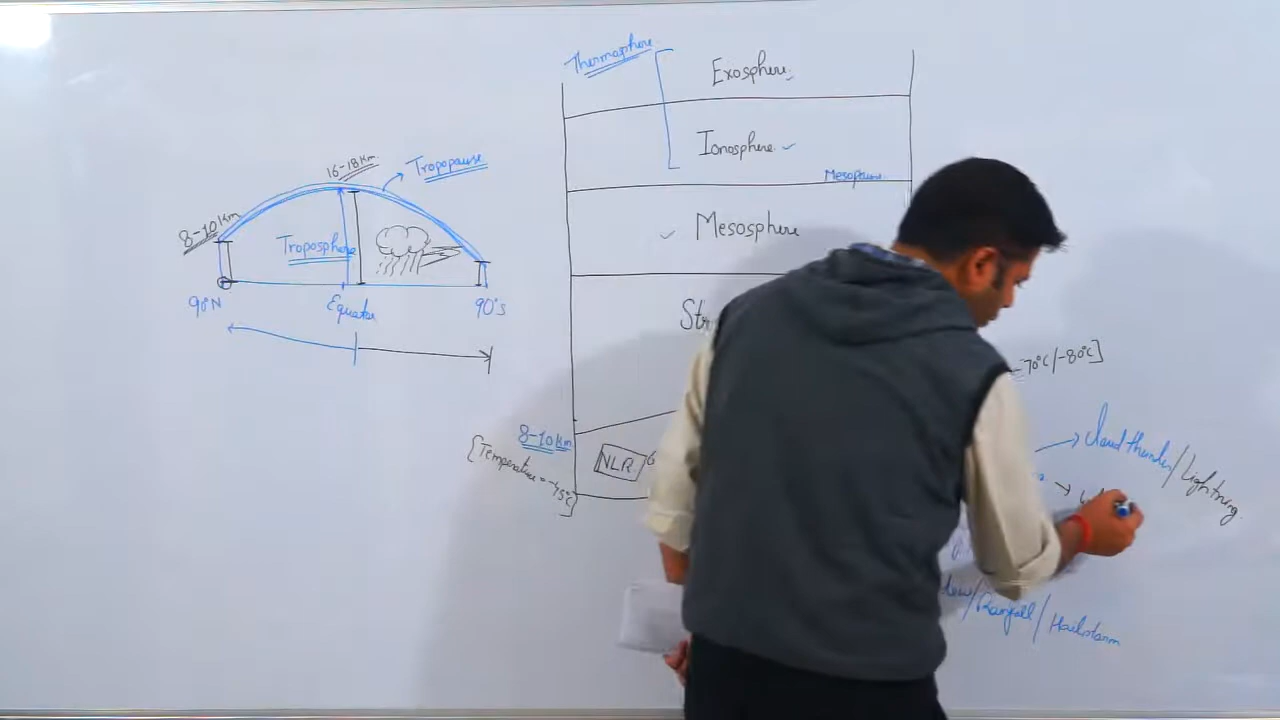 Thermosphere
Exosphere
Ionosphere
Mesopause
Mesosphere
16-18 Km
Tropopause
8-10 Km
Troposphere
90°N
Equator
90°S
-70°C/-80°C]
8-10 Km
NLR
{Temperature = -45°C}
Cloud thunder/Lightning
/Rainfall/Hailstorm